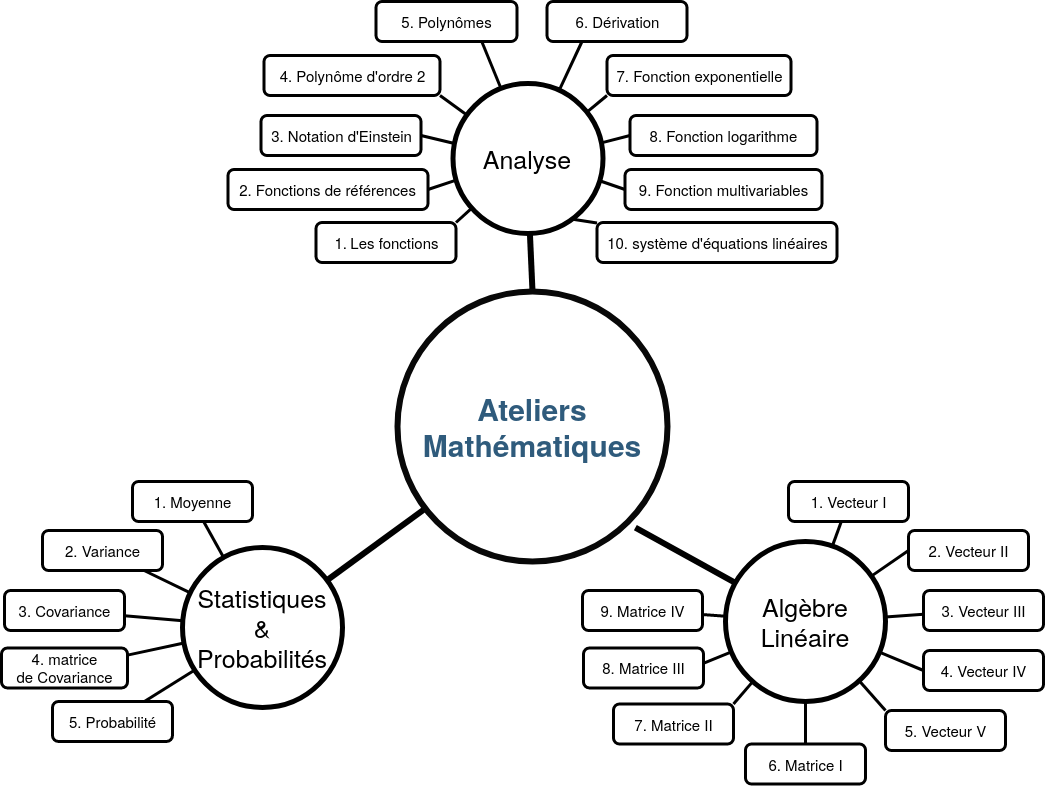 5. Polynômes
6. Dérivation
4. Polynôme d'ordre 2
7. Fonction exponentielle
3. Notation d'Einstein
8. Fonction logarithme
Analyse
2. Fonctions de références
9. Fonction multivariables
1. Les fonctions
10. système d'équations linéaires
Ateliers
Mathématiques
1. Moyenne
2. Variance
3. Covariance
4. matrice
de Covariance
5. Probabilité
Statistiques
&
Probabilités
1. Vecteur I
2. Vecteur II
3. Vecteur III
4. Vecteur IV
5. Vecteur V
6. Matrice I
7. Matrice II
8. Matrice III
9. Matrice IV
Algèbre
Linéaire